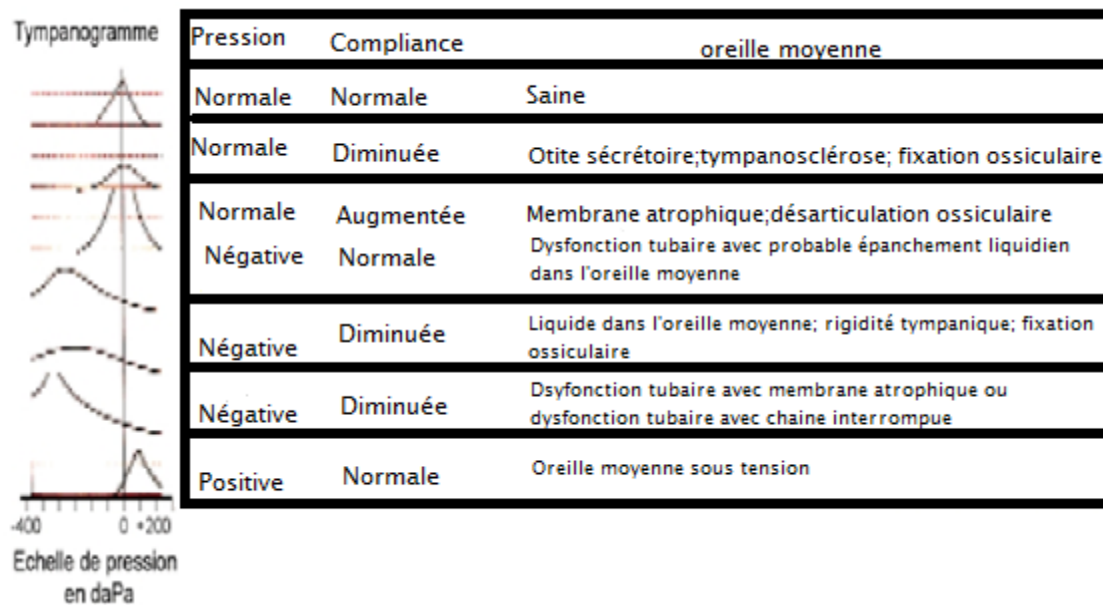 Tympanogramme
Pression Compliance oreille moyenne
Normale Normale Saine
Normale Diminuée Otite sécrétoire;tympanosclérose; fixation ossiculaire
Normale Augmentée Membrane atrophique;désarticulation ossiculaire
Négative Normale Dysfonction tubaire avec probable épanchement liquidien
dans l'oreille moyenne
Négative Diminuée Liquide dans l'oreille moyenne; rigidité tympanique; fixation
ossiculaire
Négative Diminuée Dsyfonction tubaire avec membrane atrophique ou
dysfonction tubaire avec chaine interrompue
Positive Normale Oreille moyenne sous tension
-400 0 +200
Echelle de pression
en daPa